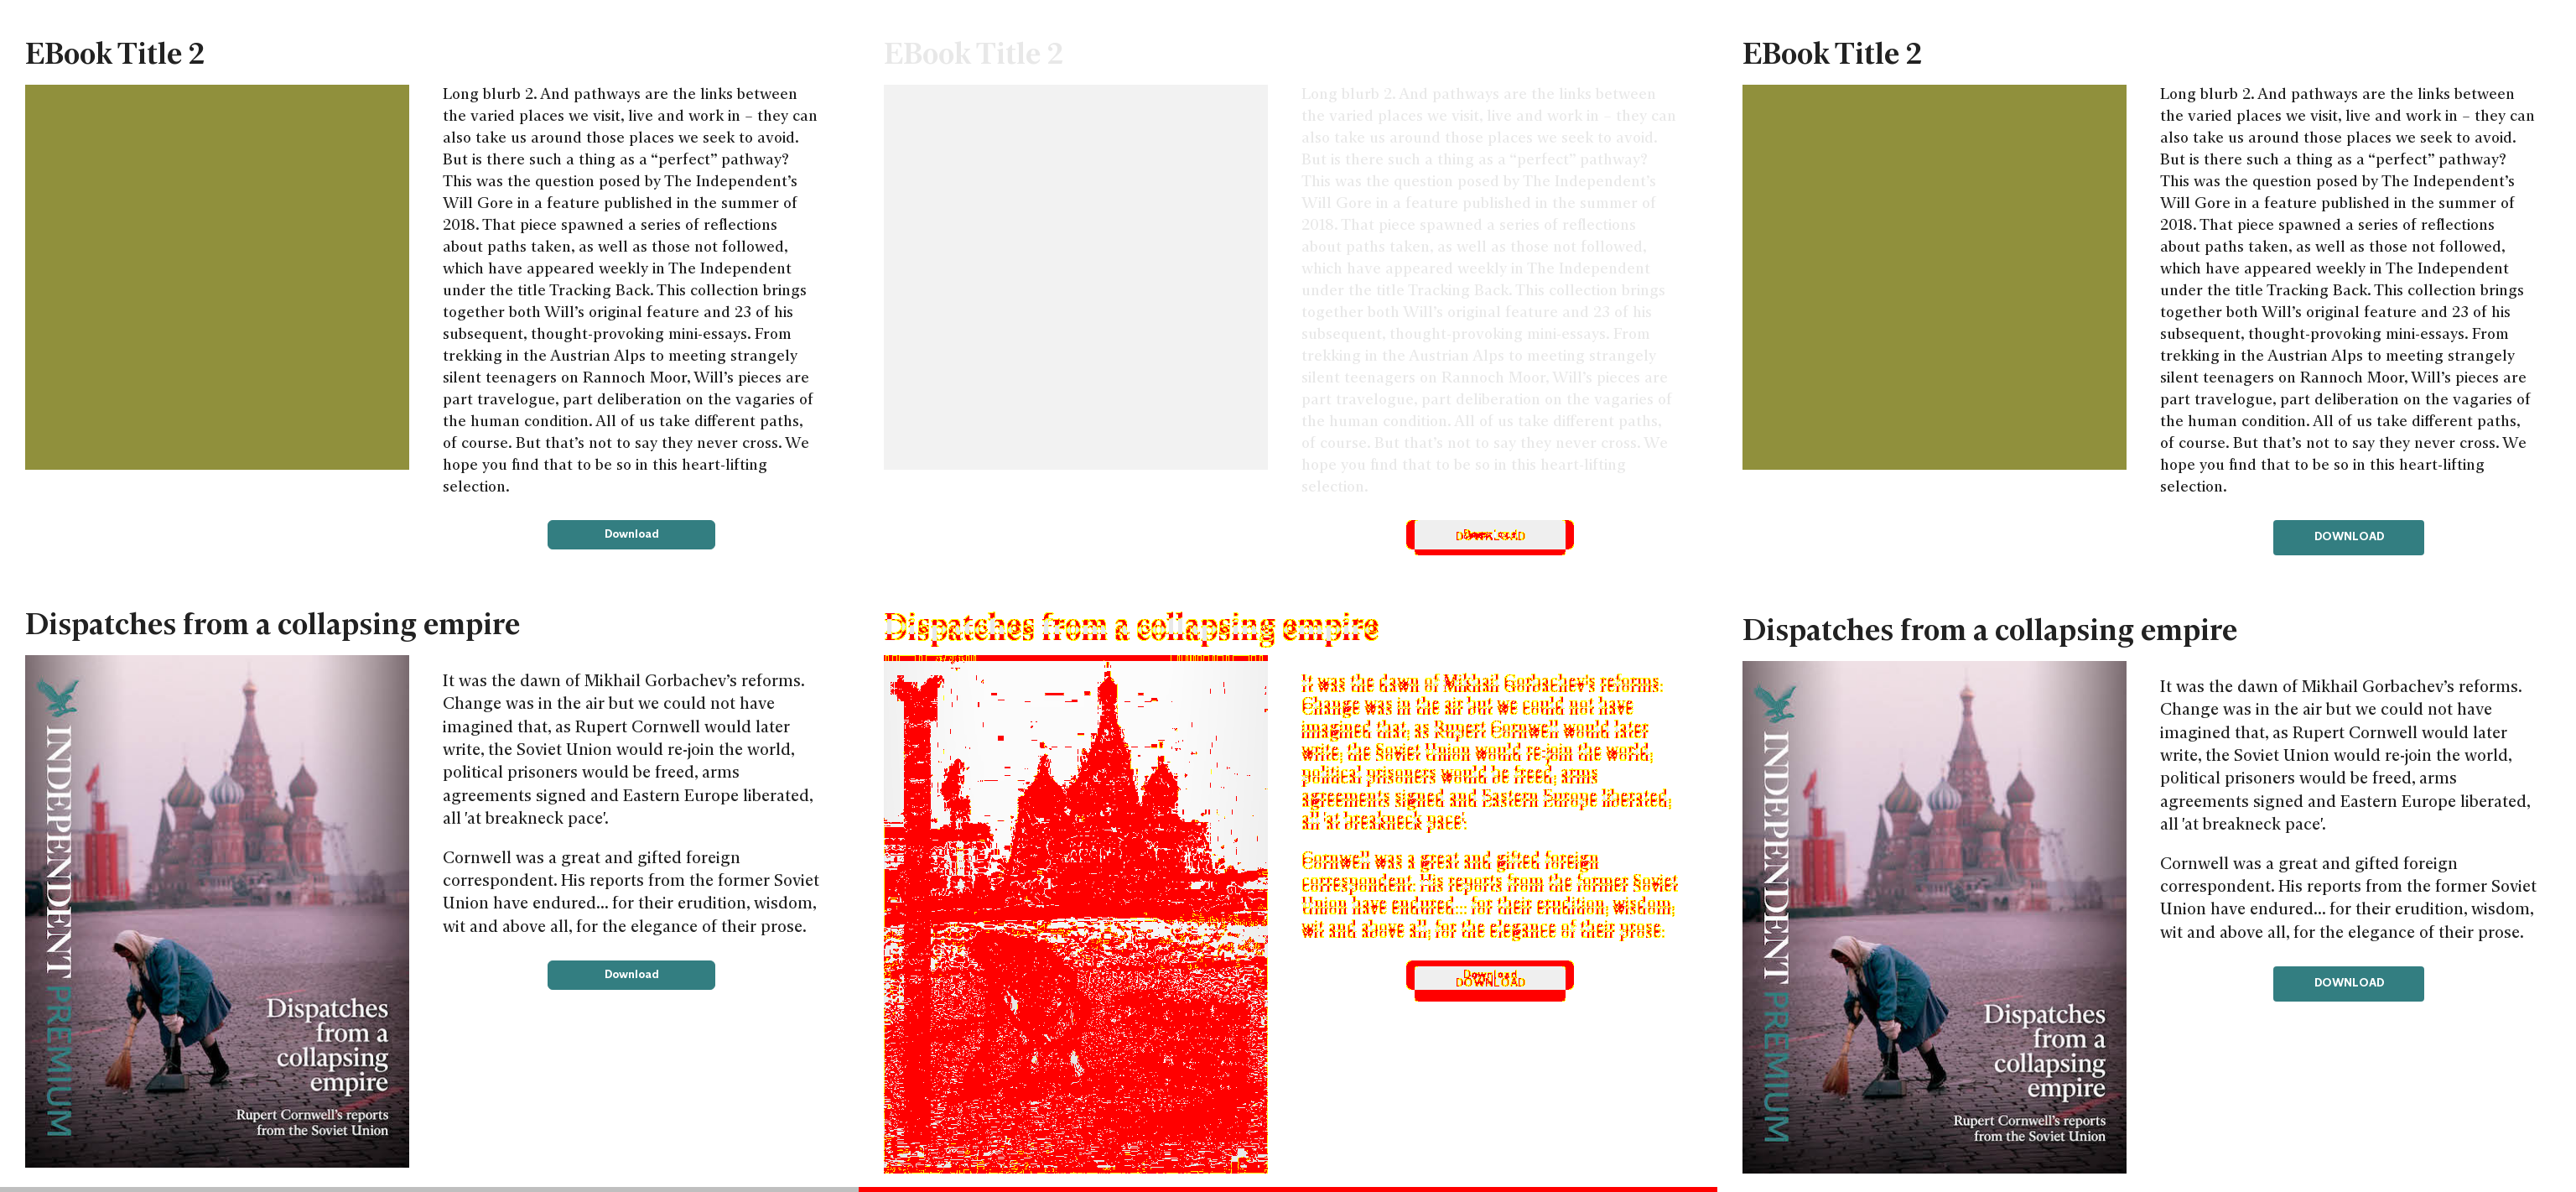 EBook Title 2
Long blurb 2. And pathways are the links between
the varied places we visit, live and work in – they can
also take us around those places we seek to avoid.
But is there such a thing as a “perfect” pathway?
This was the question posed by The Independent’s
Will Gore in a feature published in the summer of
2018. That piece spawned a series of reflections
about paths taken, as well as those not followed,
which have appeared weekly in The Independent
under the title Tracking Back. This collection brings
together both Will’s original feature and 23 of his
subsequent, thought-provoking mini-essays. From
trekking in the Austrian Alps to meeting strangely
silent teenagers on Rannoch Moor, Will’s pieces are
part travelogue, part deliberation on the vagaries of
the human condition. All of us take different paths,
of course. But that’s not to say they never cross. We
hope you find that to be so in this heart-lifting
selection.
Download
Dispatches from a collapsing empire
INDEPENDENT PREMIUM
Dispatches
from a
collapsing
empire
Rupert Cornwell’s reports
from the Soviet Union
It was the dawn of Mikhail Gorbachev’s reforms.
Change was in the air but we could not have
imagined that, as Rupert Cornwell would later
write, the Soviet Union would re-join the world,
political prisoners would be freed, arms
agreements signed and Eastern Europe liberated,
all 'at breakneck pace'.
Cornwell was a great and gifted foreign
correspondent. His reports from the former Soviet
Union have endured... for their erudition, wisdom,
wit and above all, for the elegance of their prose.
Download
EBook Title 2
Long blurb 2. And pathways are the links between
the varied places we visit, live and work in – they can
also take us around those places we seek to avoid.
But is there such a thing as a “perfect” pathway?
This was the question posed by The Independent’s
Will Gore in a feature published in the summer of
2018. That piece spawned a series of reflections
about paths taken, as well as those not followed,
which have appeared weekly in The Independent
under the title Tracking Back. This collection brings
together both Will’s original feature and 23 of his
subsequent, thought-provoking mini-essays. From
trekking in the Austrian Alps to meeting strangely
silent teenagers on Rannoch Moor, Will’s pieces are
part travelogue, part deliberation on the vagaries of
the human condition. All of us take different paths,
of course. But that’s not to say they never cross. We
hope you find that to be so in this heart-lifting
selection.
DOWNLOAD
Dispatches from a collapsing empire
It was the dawn of Mikhail Gorbachev’s reforms.
Change was in the air but we could not have
imagined that, as Rupert Cornwell would later
write, the Soviet Union would re-join the world,
political prisoners would be freed, arms
agreements signed and Eastern Europe liberated,
all 'at breakneck pace'.
Cornwell was a great and gifted foreign
correspondent. His reports from the former Soviet
Union have endured... for their erudition, wisdom,
wit and above all, for the elegance of their prose.
Download
DOWNLOAD
EBook Title 2
Long blurb 2. And pathways are the links between
the varied places we visit, live and work in – they can
also take us around those places we seek to avoid.
But is there such a thing as a “perfect” pathway?
This was the question posed by The Independent’s
Will Gore in a feature published in the summer of
2018. That piece spawned a series of reflections
about paths taken, as well as those not followed,
which have appeared weekly in The Independent
under the title Tracking Back. This collection brings
together both Will’s original feature and 23 of his
subsequent, thought-provoking mini-essays. From
trekking in the Austrian Alps to meeting strangely
silent teenagers on Rannoch Moor, Will’s pieces are
part travelogue, part deliberation on the vagaries of
the human condition. All of us take different paths,
of course. But that’s not to say they never cross. We
hope you find that to be so in this heart-lifting
selection.
DOWNLOAD
Dispatches from a collapsing empire
INDEPENDENT PREMIUM
Dispatches
from a
collapsing
empire
Rupert Cornwell’s reports
from the Soviet Union
It was the dawn of Mikhail Gorbachev’s reforms.
Change was in the air but we could not have
imagined that, as Rupert Cornwell would later
write, the Soviet Union would re-join the world,
political prisoners would be freed, arms
agreements signed and Eastern Europe liberated,
all 'at breakneck pace'.
Cornwell was a great and gifted foreign
correspondent. His reports from the former Soviet
Union have endured... for their erudition, wisdom,
wit and above all, for the elegance of their prose.
DOWNLOAD